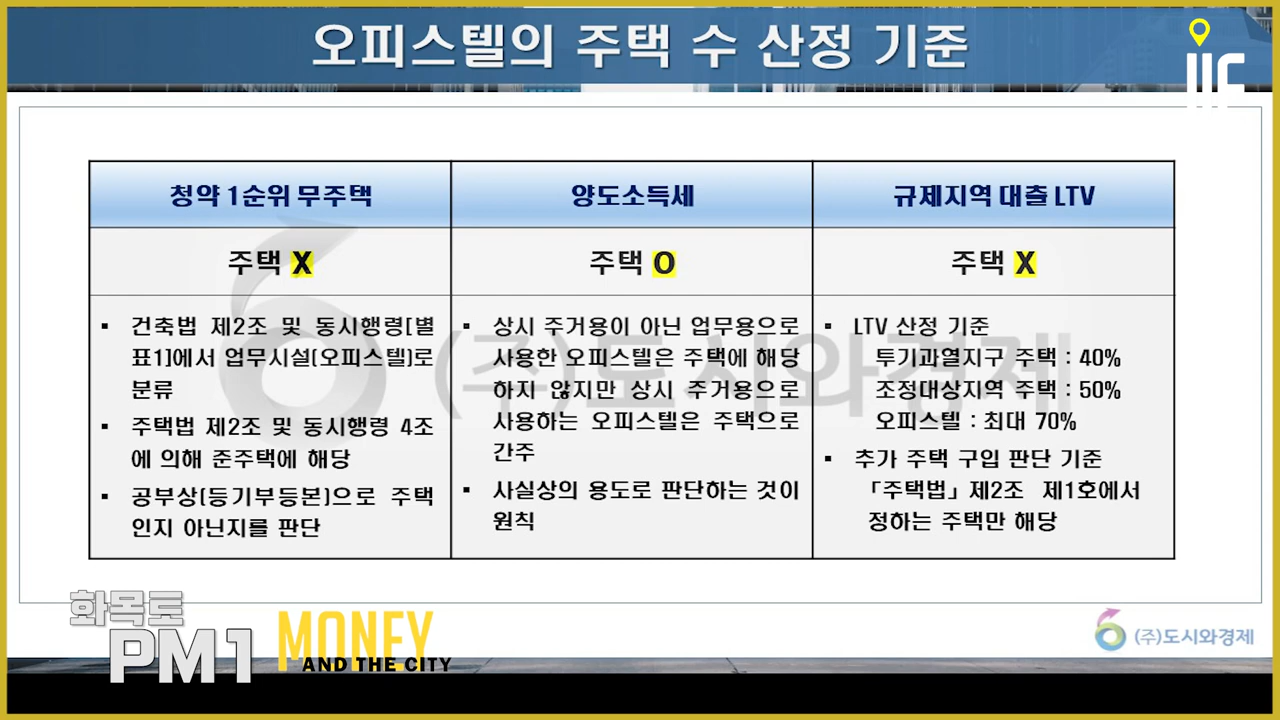 오피스텔의 주택 수 산정 기준
청약 1순위 무주택
양도소득세
규제지역 대출 LTV
주택 X
주택 O
주택 X
▪ 건축법 제2조 및 동시행령[별
표1]에서 업무시설(오피스텔)로
분류
▪ 주택법 제2조 및 동시행령 4조
에 의해 준주택에 해당
▪ 공부상(등기부등본)으로 주택
인지 아닌지를 판단
▪ 상시 주거용이 아닌 업무용으로
사용한 오피스텔은 주택에 해당
하지 않지만 상시 주거용으로
사용하는 오피스텔은 주택으로
간주
▪ 사실상의 용도로 판단하는 것이
원칙
▪ LTV 산정 기준
투기과열지구 주택 : 40%
조정대상지역 주택 : 50%
오피스텔 : 최대 70%
▪ 추가 주택 구입 판단 기준
「주택법」 제2조 제1호에서
정하는 주택만 해당
(주)도시와경제
화목토
PM1
MONEY
AND THE CITY
(주)도시와경제